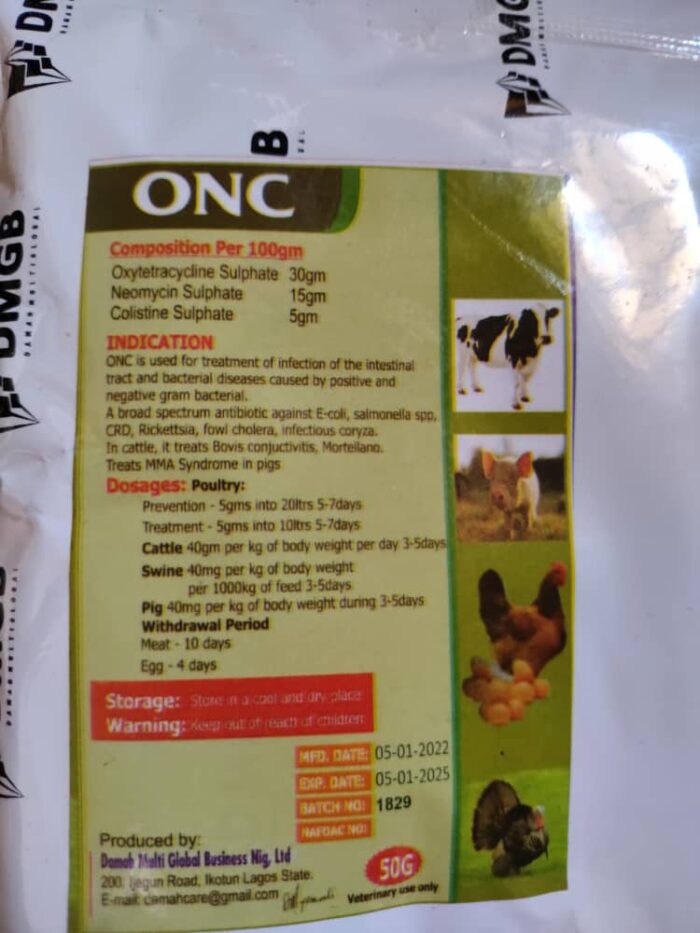 DMGB
DAMAH MULTIGLOBAL
ONC
Composition Per 100gm
Oxytetracycline Sulphate 30gm
Neomycin Sulphate 15gm
Colistine Sulphate 5gm
INDICATION
ONC is used for treatment of infection of the intestinal
tract and bacterial diseases caused by positive and
negative gram bacterial.
A broad spectrum antibiotic against E-coli, salmonella spp,
CRD, Rickettsia, fowl cholera, infectious coryza.
In cattle, it treats Bovis conjuctivitis, Mortellano.
Treats MMA Syndrome in pigs
Dosages: Poultry:
Prevention - 5gms into 20ltrs 5-7days
Treatment - 5gms into 10ltrs 5-7days
Cattle 40gm per kg of body weight per day 3-5days
Swine 40mg per kg of body weight
per 1000kg of feed 3-5days
Pig 40mg per kg of body weight during 3-5days
Withdrawal Period
Meat - 10 days
Egg - 4 days
Storage: Store in a cool and dry place
Warning: Keep out of reach of children
MFD. DATE: 05-01-2022
EXP. DATE: 05-01-2025
BATCH NO: 1829
NAFDAC NO:
Produced by:
Damah Multi Global Business Nig, Ltd
200, Ijegun Road, Ikotun Lagos State.
E-mail: damahcare@gmail.com
50G
Veterinary use only